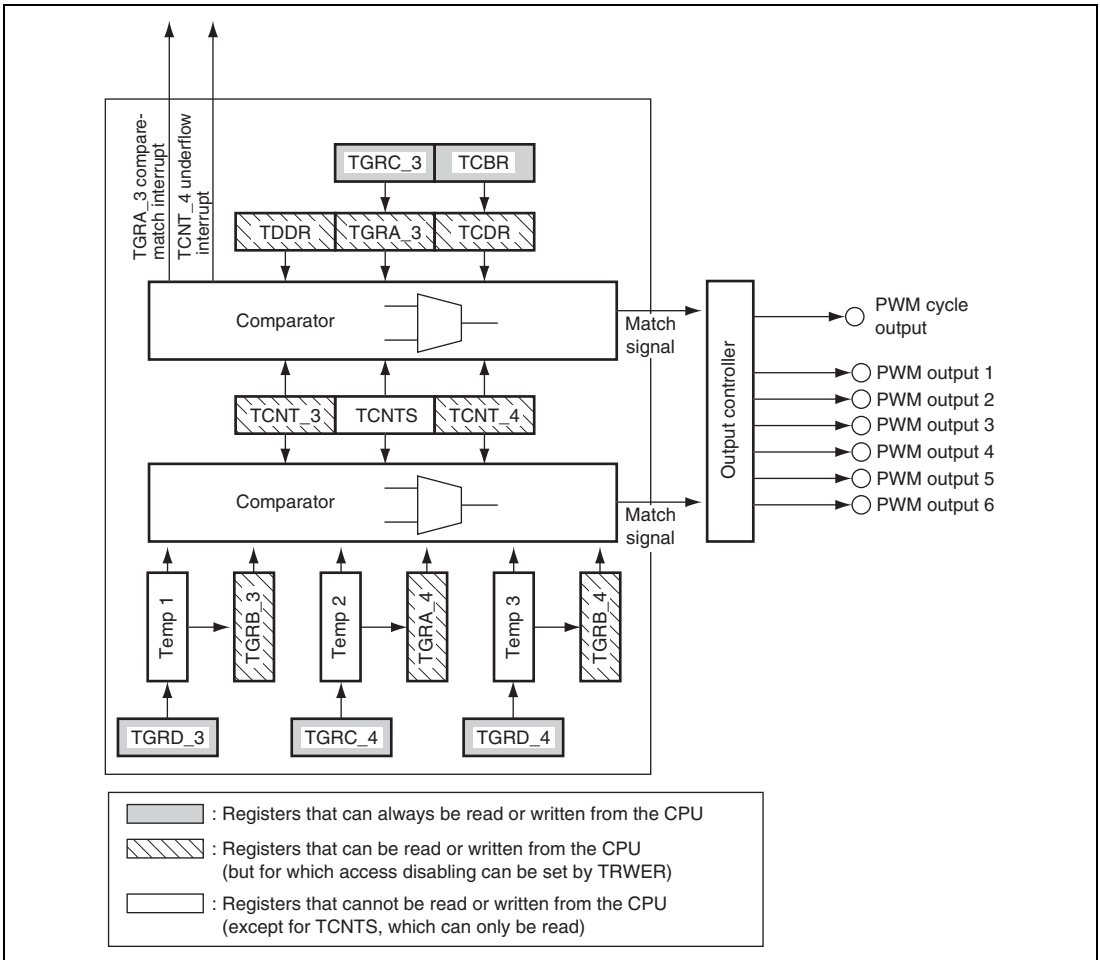 TGRA_3 compare-
match interrupt
TCNT_4 underflow
interrupt
TGRC_3 TCBR
TDDR TGRA_3 TCDR
Comparator
Match
signal
PWM cycle
output
Output controller
PWM output 1
PWM output 2
PWM output 3
PWM output 4
PWM output 5
PWM output 6
TCNT_3 TCNTS TCNT_4
Comparator
Match
signal
Temp 1
TGRB_3
Temp 2
TGRA_4
Temp 3
TGRB_4
TGRD_3 TGRC_4 TGRD_4
: Registers that can always be read or written from the CPU
: Registers that can be read or written from the CPU
(but for which access disabling can be set by TRWER)
: Registers that cannot be read or written from the CPU
(except for TCNTS, which can only be read)